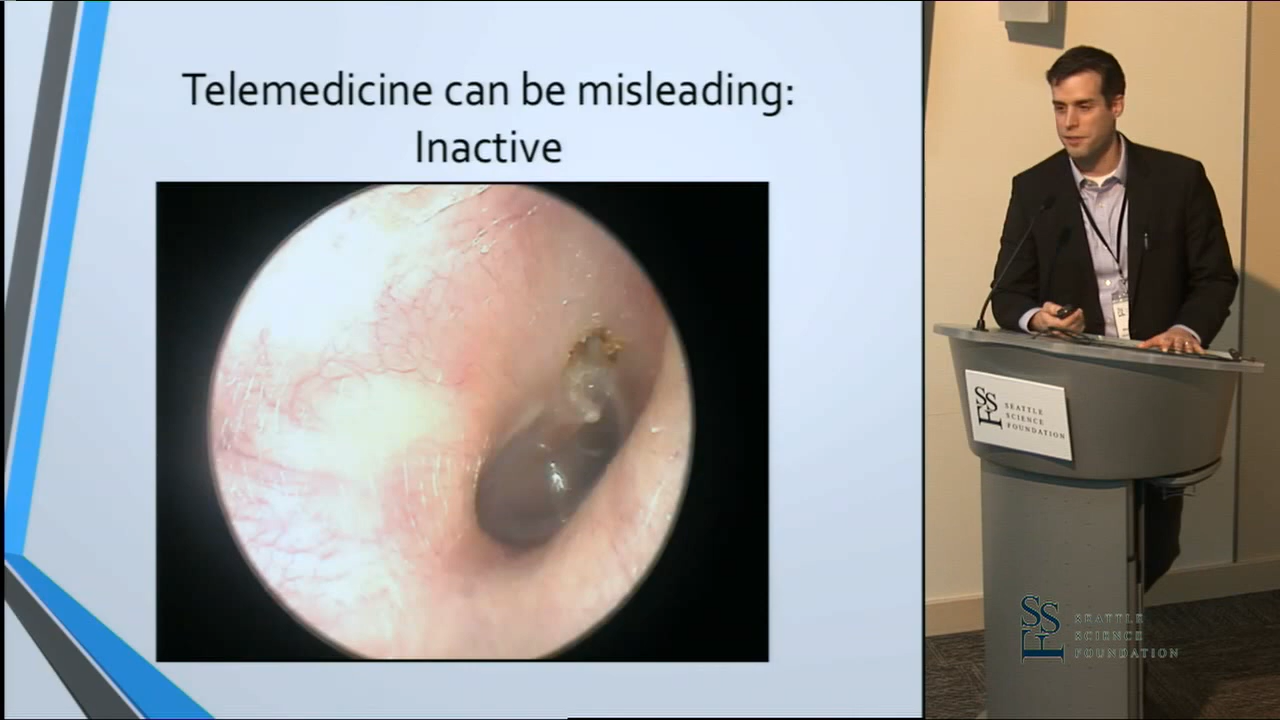 Telemedicine can be misleading:
Inactive
SSF
SEATTLE
SCIENCE
FOUNDATION
SSF
SEATTLE
SCIENCE
FOUNDATION